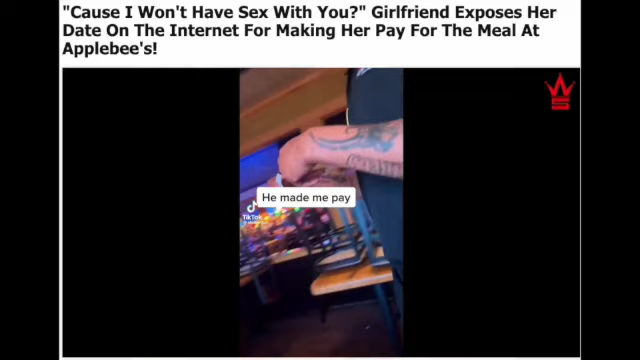 "Cause I Won't Have Sex With You?" Girlfriend Exposes Her
Date On The Internet For Making Her Pay For The Meal At
Applebee's!
He made me pay
TikTok